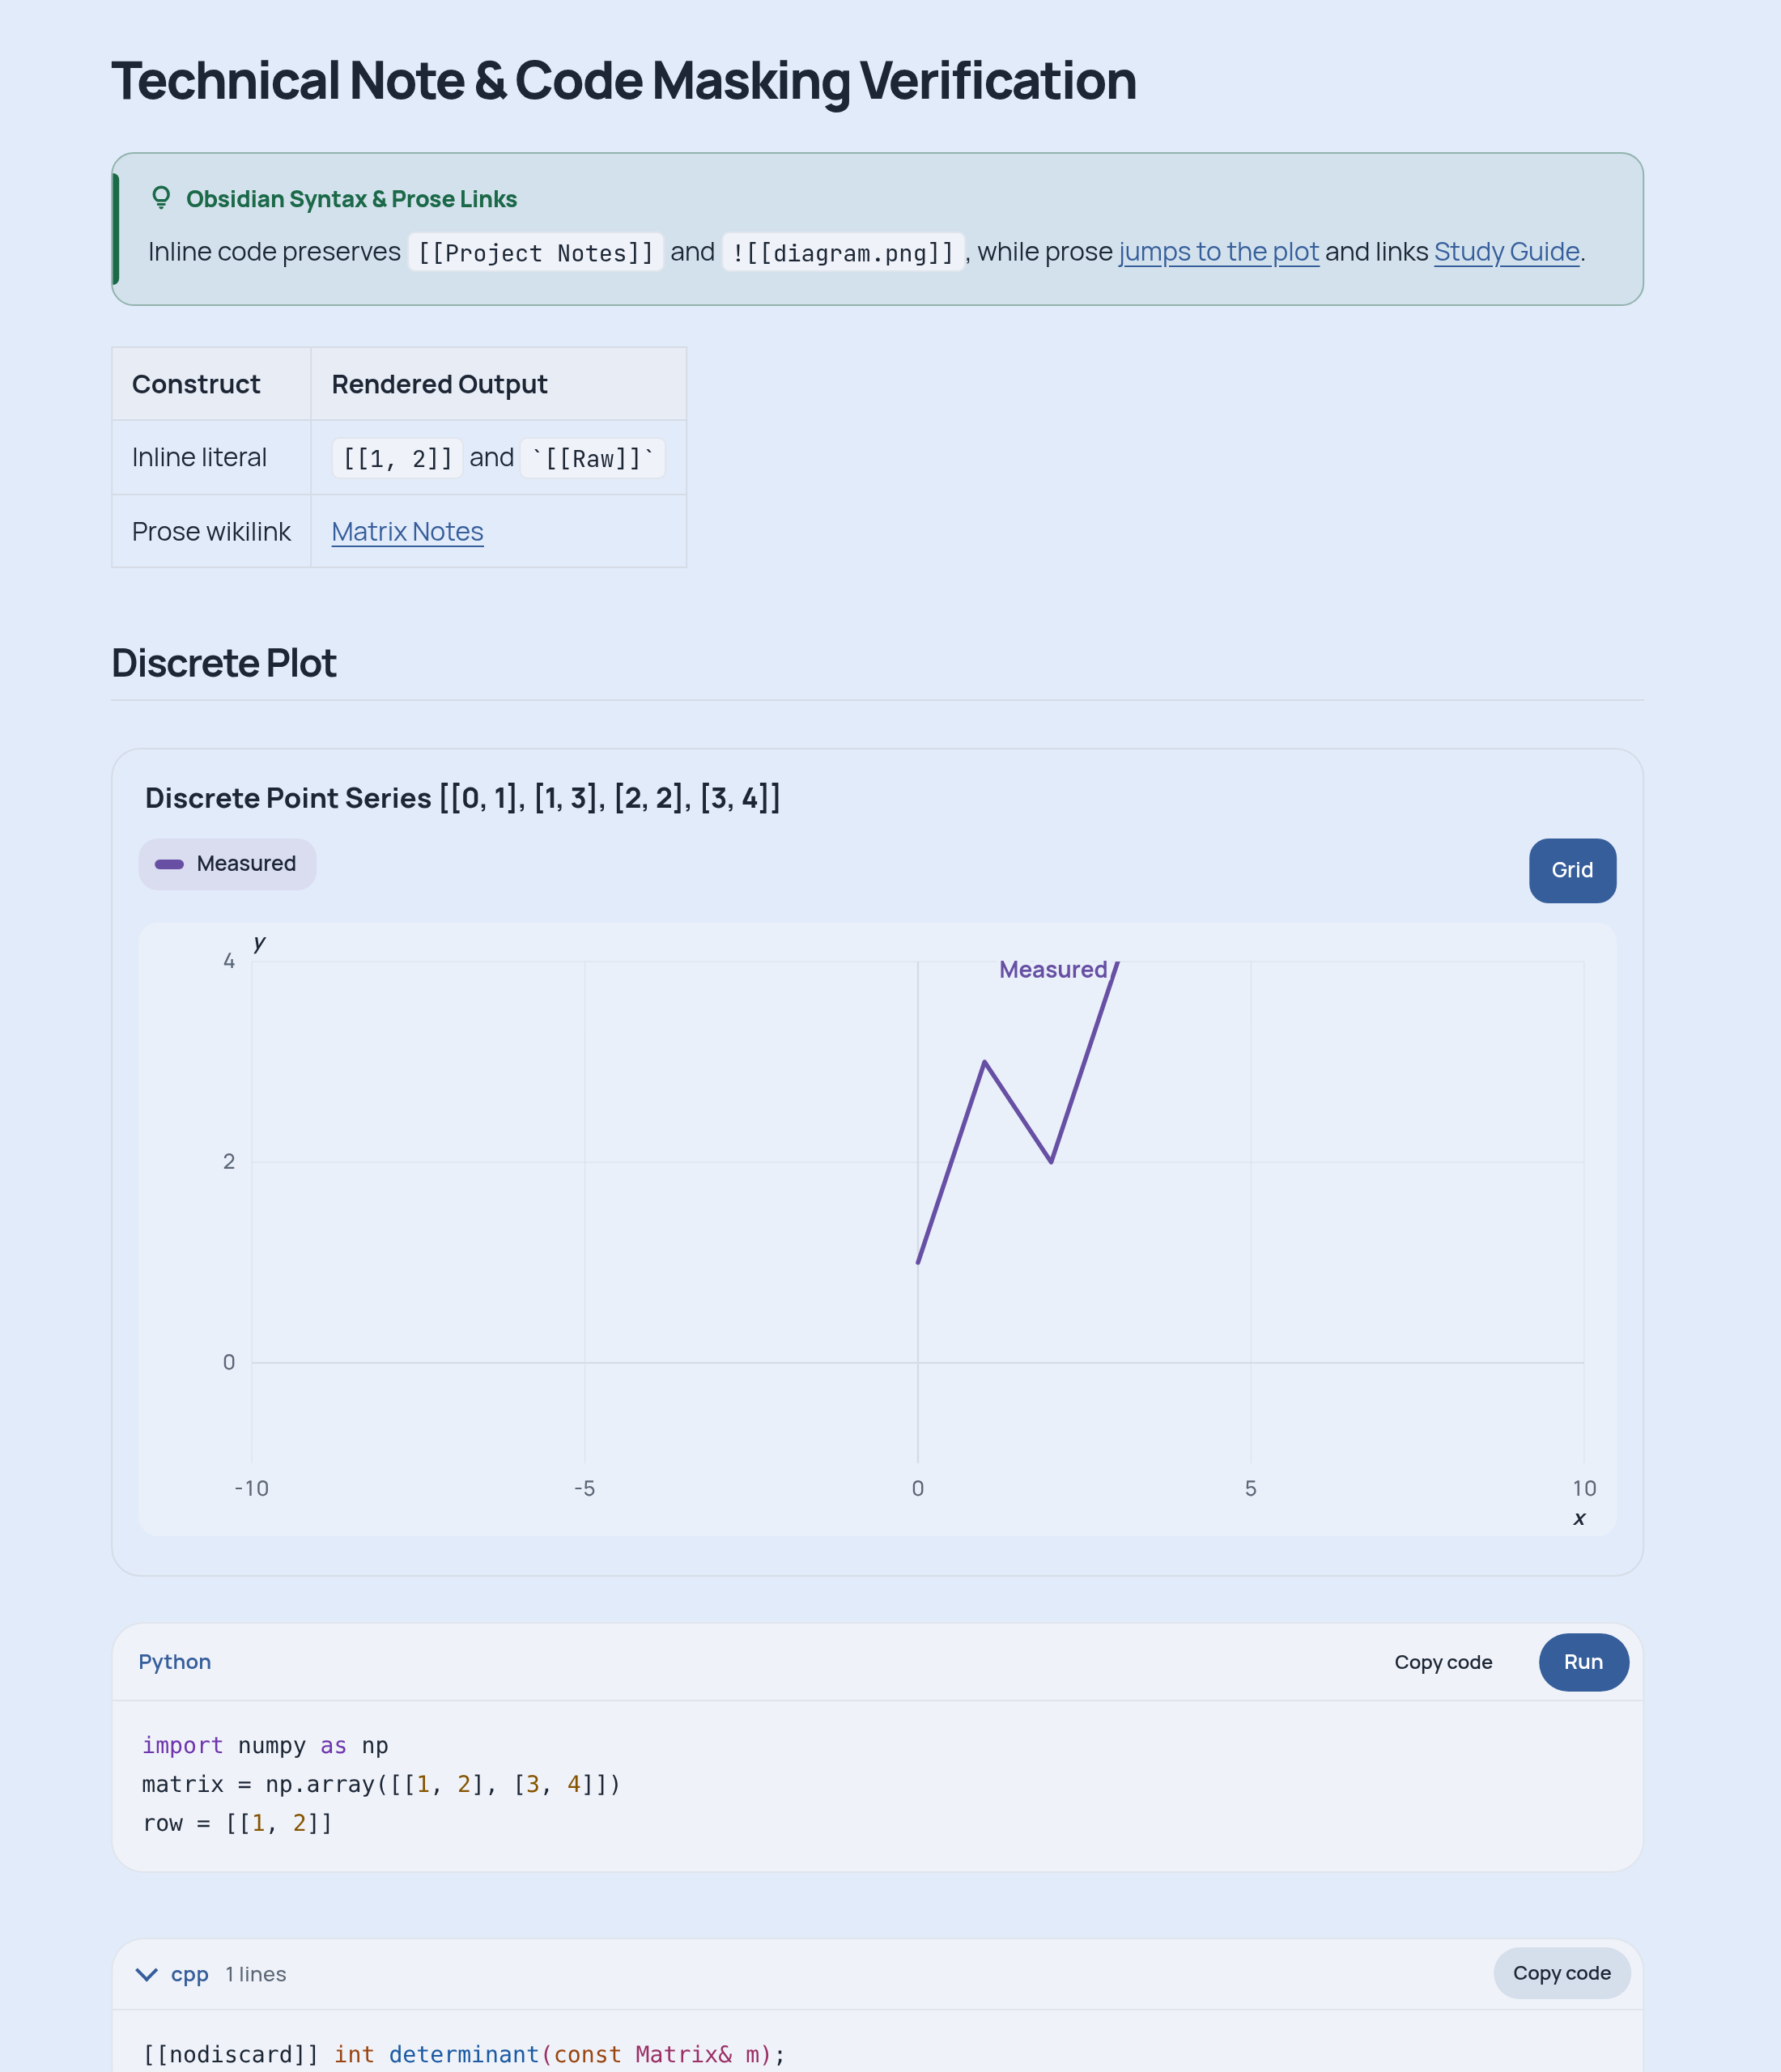 Technical Note & Code Masking Verification
Obsidian Syntax & Prose Links
Inline code preserves [[Project Notes]] and ![[diagram.png]], while prose jumps to the plot and links Study Guide.
Construct Rendered Output
Inline literal [[1, 2]] and `[[Raw]]`
Prose wikilink Matrix Notes
Discrete Plot
Discrete Point Series [[0, 1], [1, 3], [2, 2], [3, 4]]
Measured Grid
y
4 Measured
2
0
-10 -5 0 5 10
x
Python Copy code Run
import numpy as np
matrix = np.array([[1, 2], [3, 4]])
row = [[1, 2]]
cpp 1 lines Copy code
[[nodiscard]] int determinant(const Matrix& m);